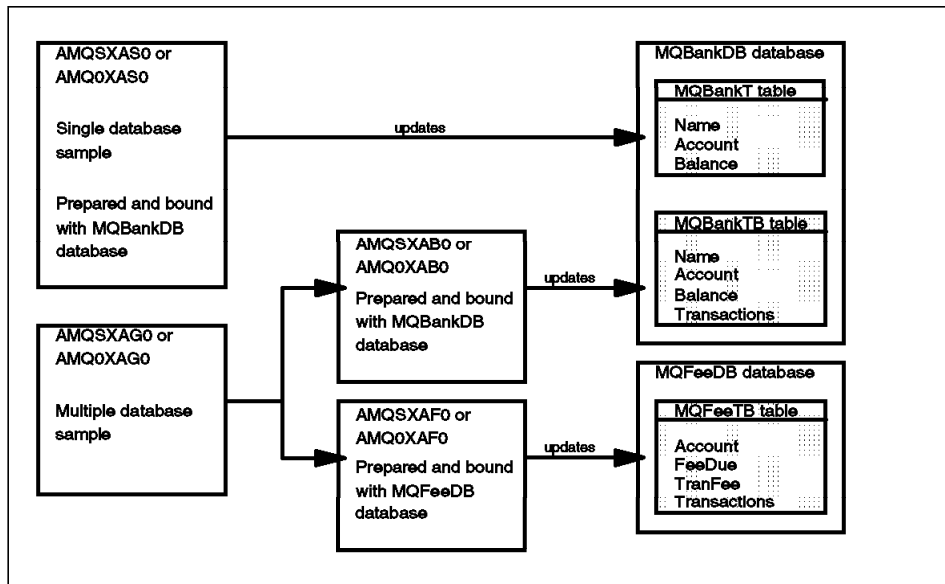 AMQSXAS0 or
AMQ0XAS0
Single database
sample
Prepared and bound
with MQBankDB
database
updates
MQBankDB database
MQBankT table
Name
Account
Balance
MQBankTB table
Name
Account
Balance
Transactions
AMQSXAG0 or
AMQ0XAG0
Multiple database
sample
AMQSXAB0 or
AMQ0XAB0
Prepared and bound
with MQBankDB
database
updates
AMQSXAF0 or
AMQ0XAF0
Prepared and bound
with MQFeeDB
database
updates
MQFeeDB database
MQFeeTB table
Account
FeeDue
TranFee
Transactions